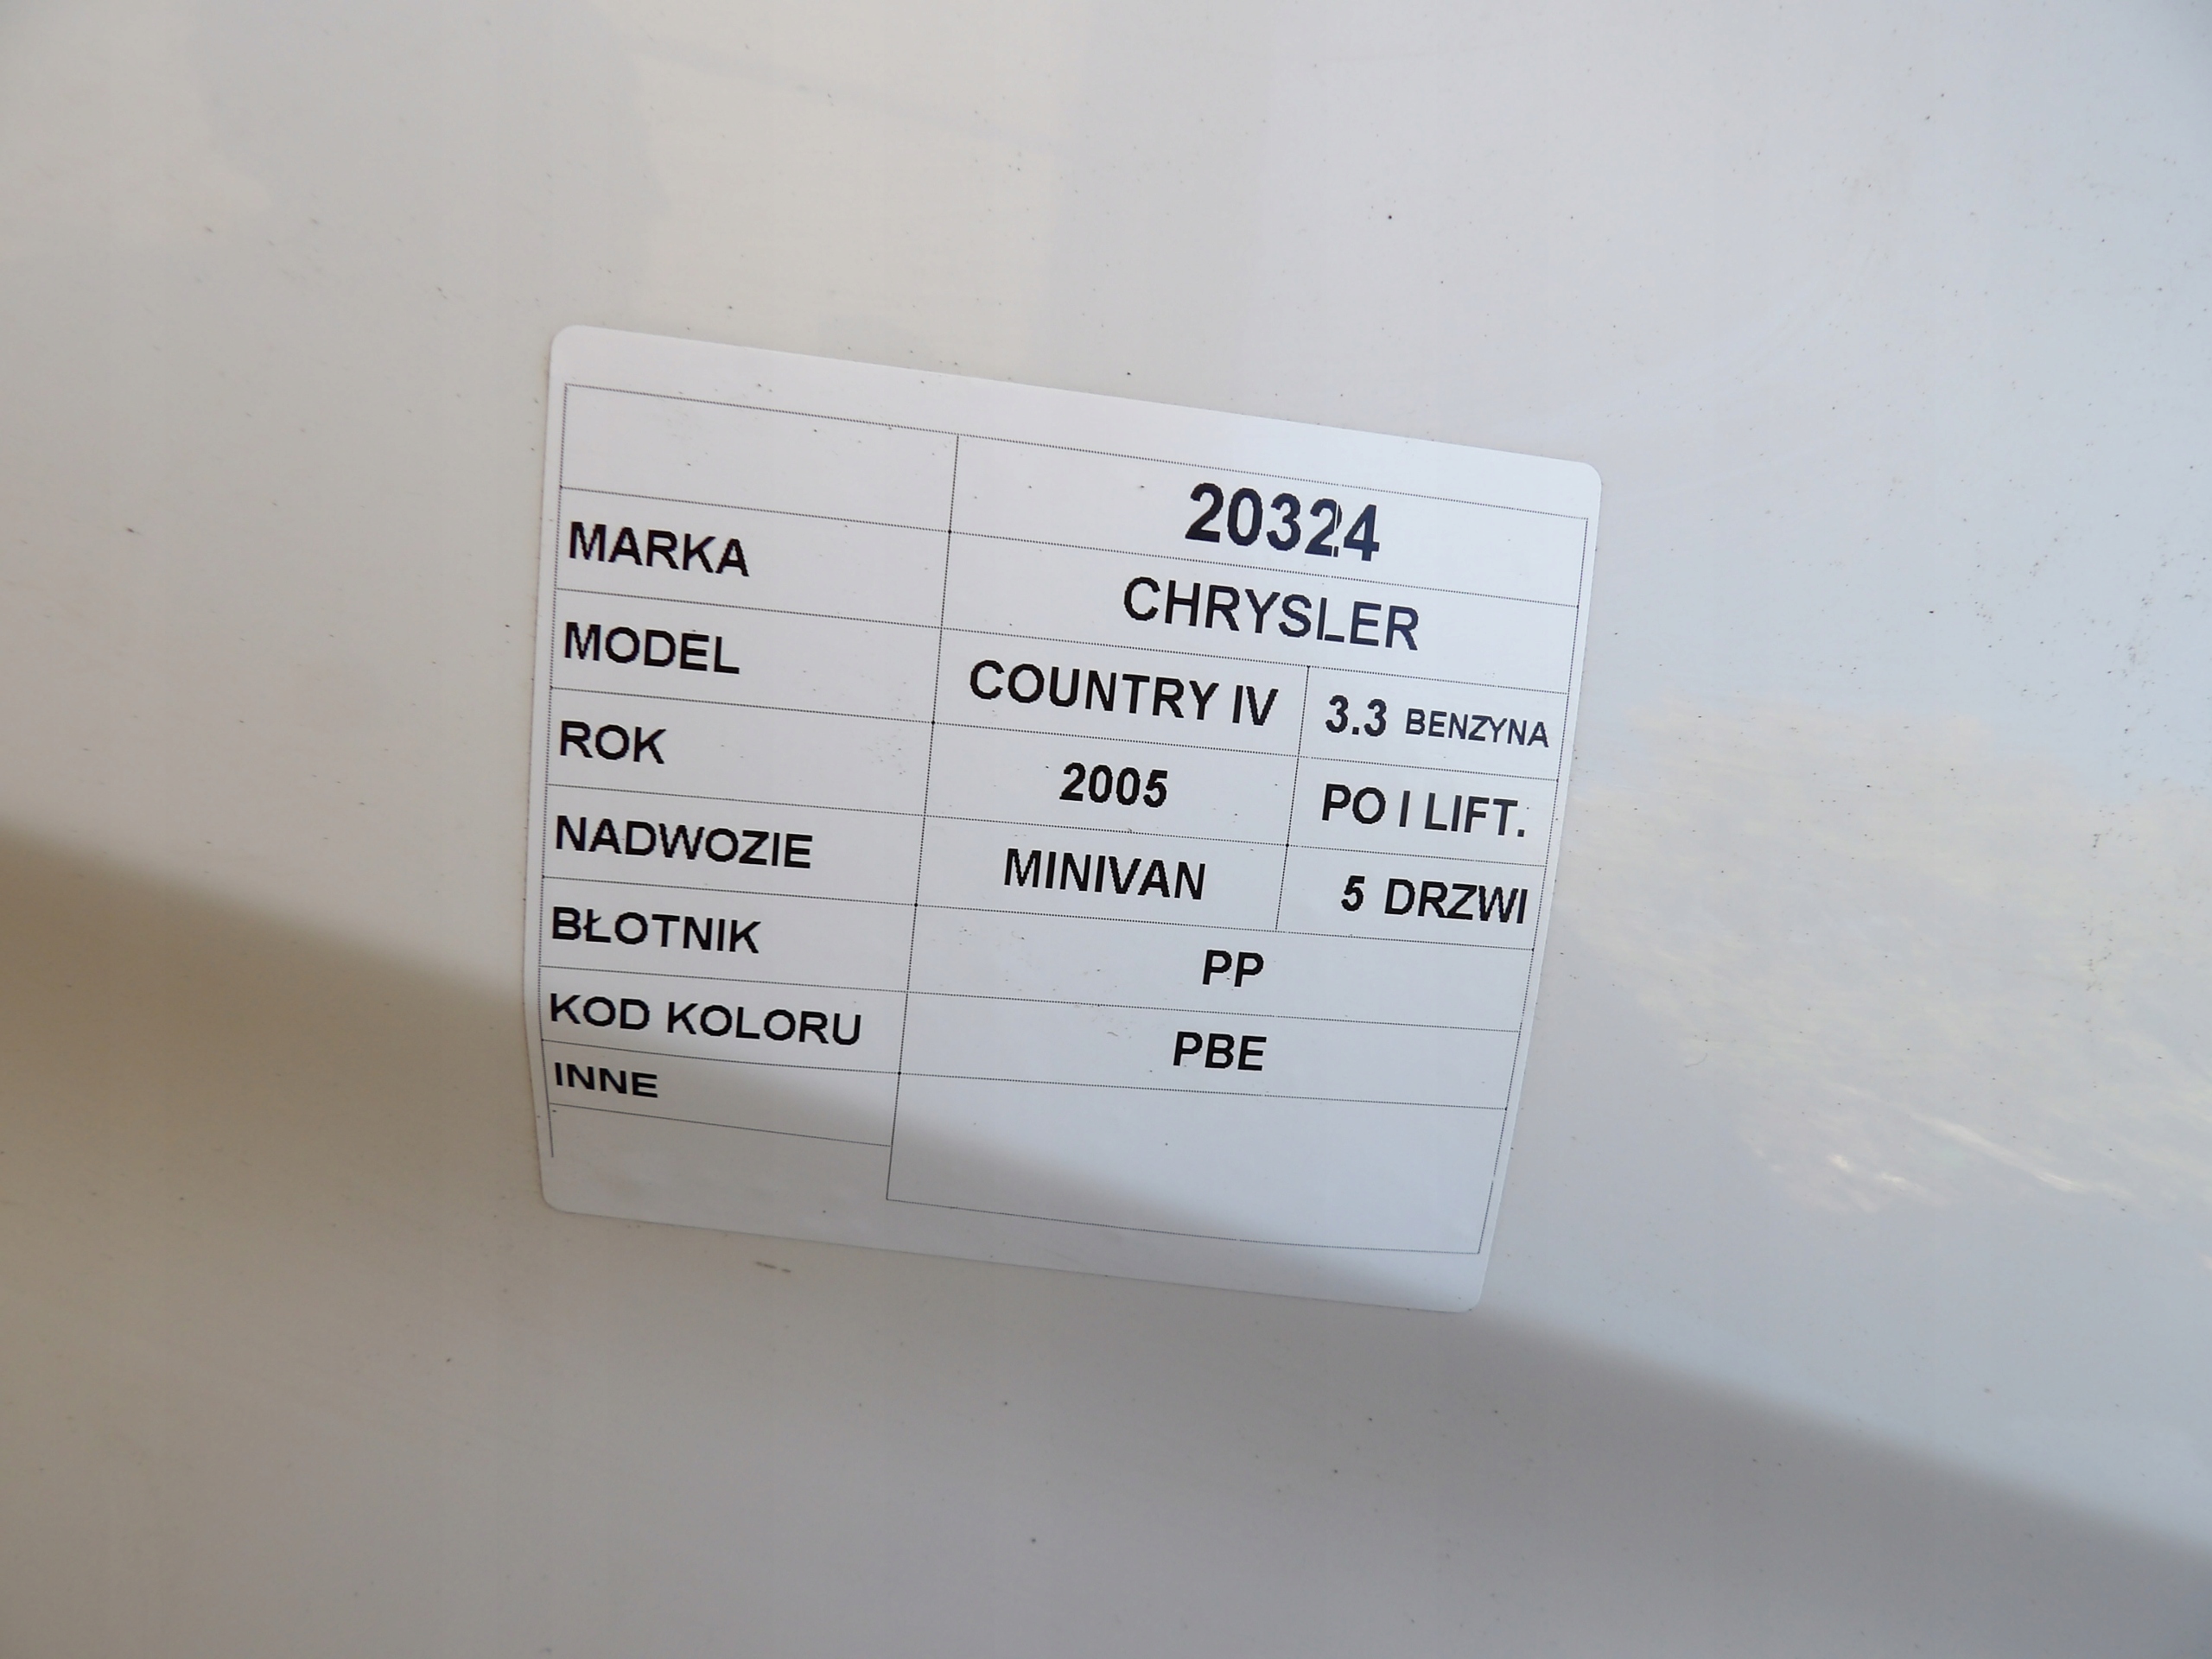 20324
MARKA CHRYSLER
MODEL COUNTRY IV 3.3 BENZYNA
ROK 2005 PO I LIFT.
NADWOZIE MINIVAN 5 DRZWI
BŁOTNIK PP
KOD KOLORU PBE
INNE